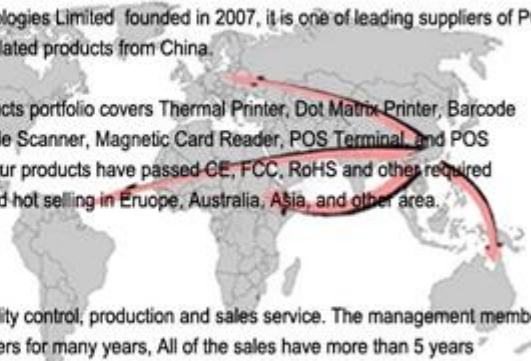 ologies Limited founded in 2007, it is one of leading suppliers of P
lated products from China.
cts portfolio covers Thermal Printer, Dot Matrix Printer, Barcode
le Scanner, Magnetic Card Reader, POS Terminal, and POS
ur products have passed CE, FCC, RoHS and other required
d hot selling in Eruope, Australia, Asia, and other area.
lity control, production and sales service. The management membe
ers for many years, All of the sales have more than 5 years